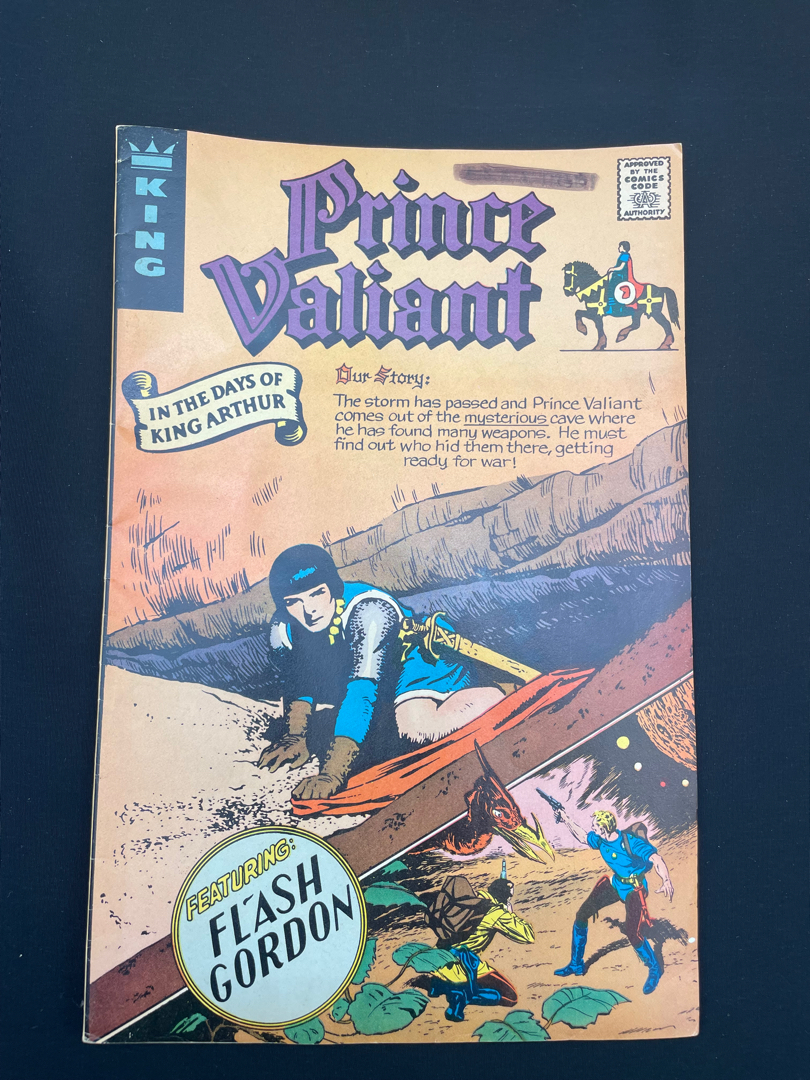 KING
Prince
Valiant
APPROVED
BY THE
COMICS
CODE
CA
AUTHORITY
IN THE DAYS OF
KING ARTHUR
Our Story:
The storm has passed and Prince Valiant
comes out of the mysterious cave where
he has found many weapons. He must
find out who hid them there, getting
ready for war!
FEATURING:
FLASH
GORDON